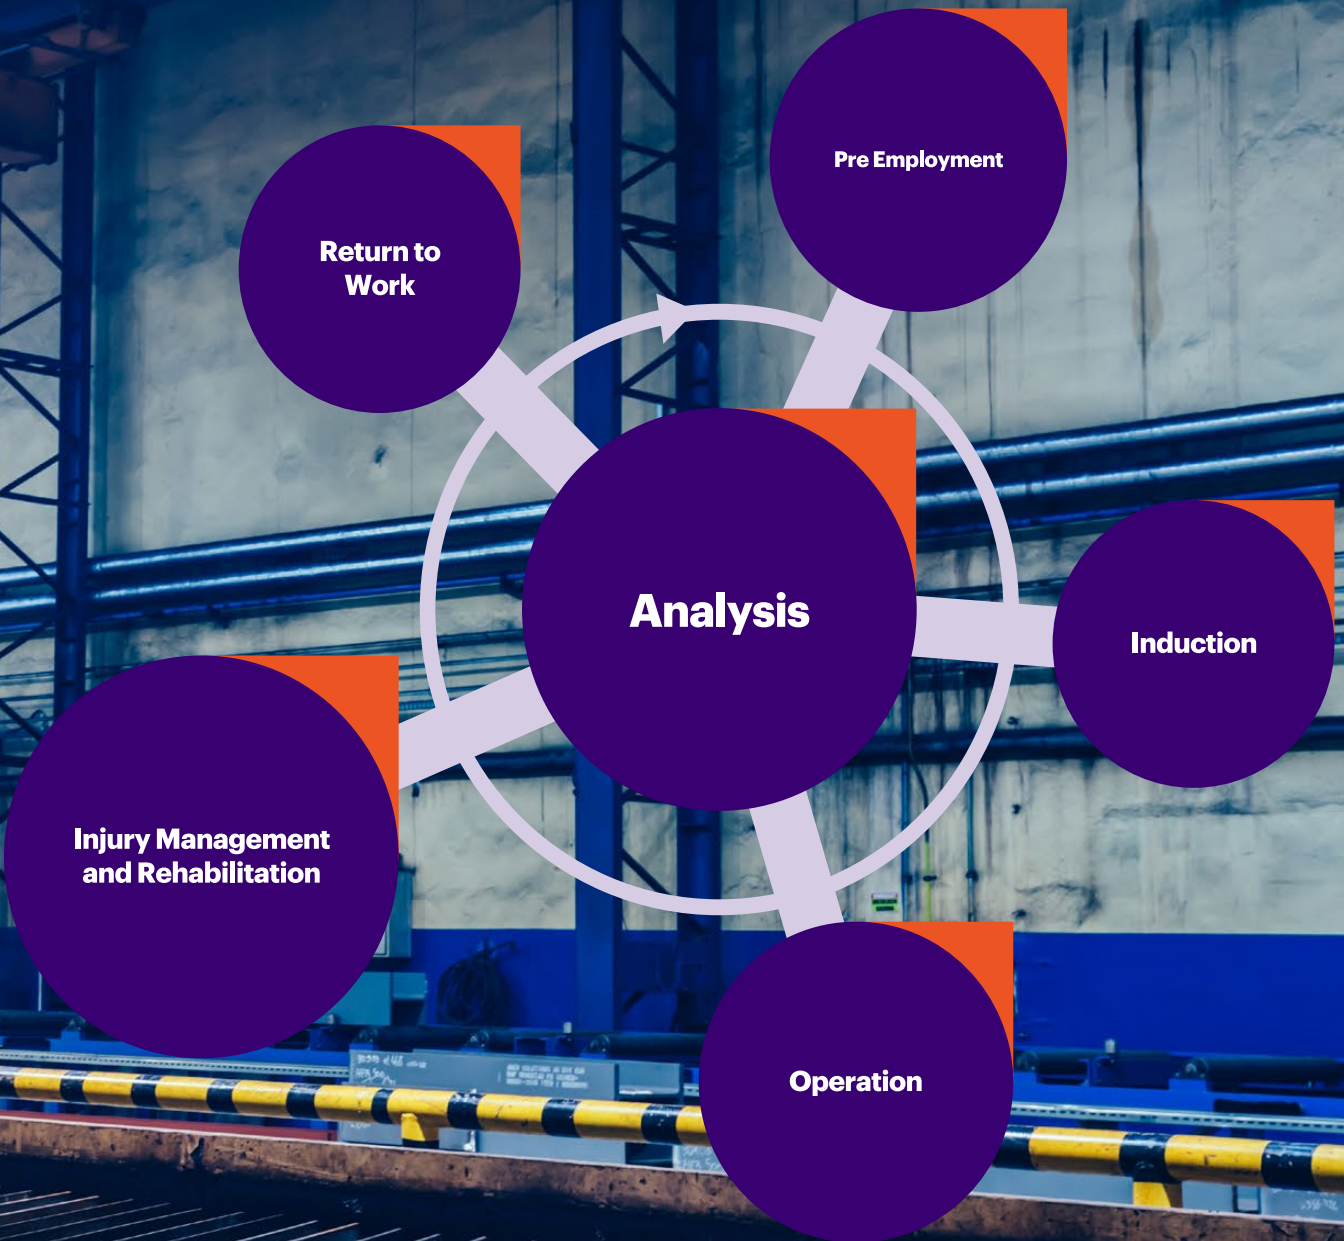 Pre Employment
Return to
Work
Analysis
Induction
Injury Management
and Rehabilitation
Operation